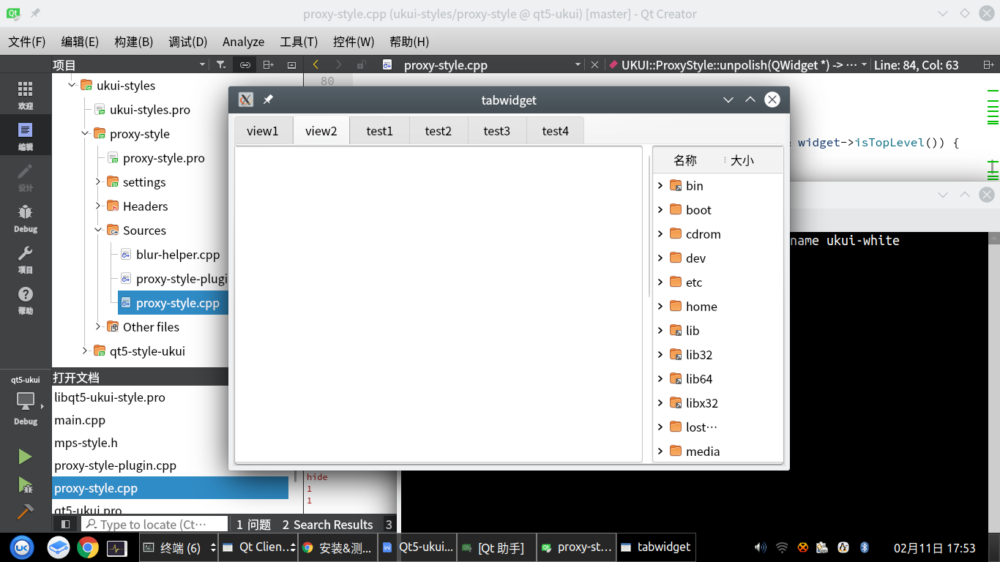 proxy-style.cpp (ukui-styles/proxy-style @ qt5-ukui) [master] - Qt Creator
文件(F) 编辑(E) 构建(B) 调试(D) Analyze 工具(T) 控件(W) 帮助(H)
项目
proxy-style.cpp
UKUI::ProxyStyle::unpolish(QWidget *) -> ⋯
Line: 84, Col: 63
欢迎
编辑
设计
Debug
项目
帮助
qt5-ukui
Debug
ukui-styles
ukui-styles.pro
proxy-style
proxy-style.pro
settings
Headers
Sources
blur-helper.cpp
proxy-style-plugi
proxy-style.cpp
Other files
qt5-style-ukui
打开文档
libqt5-ukui-style.pro
main.cpp
mps-style.h
proxy-style-plugin.cpp
proxy-style.cpp
qt5-ukui.pro
80
widget->isTopLevel()) {
tabwidget
view1 view2 test1 test2 test3 test4
名称 大小
bin
boot
cdrom
dev
etc
home
lib
lib32
lib64
libx32
lost⋯
media
name ukui-white
hide
1
1
Type to locate (Ct⋯
1 问题 2 Search Results 3
终端 (6)
Qt Clien...
安装&测...
Qt5-ukui...
[Qt 助手]
proxy-st...
tabwidget
02月11日 17:53